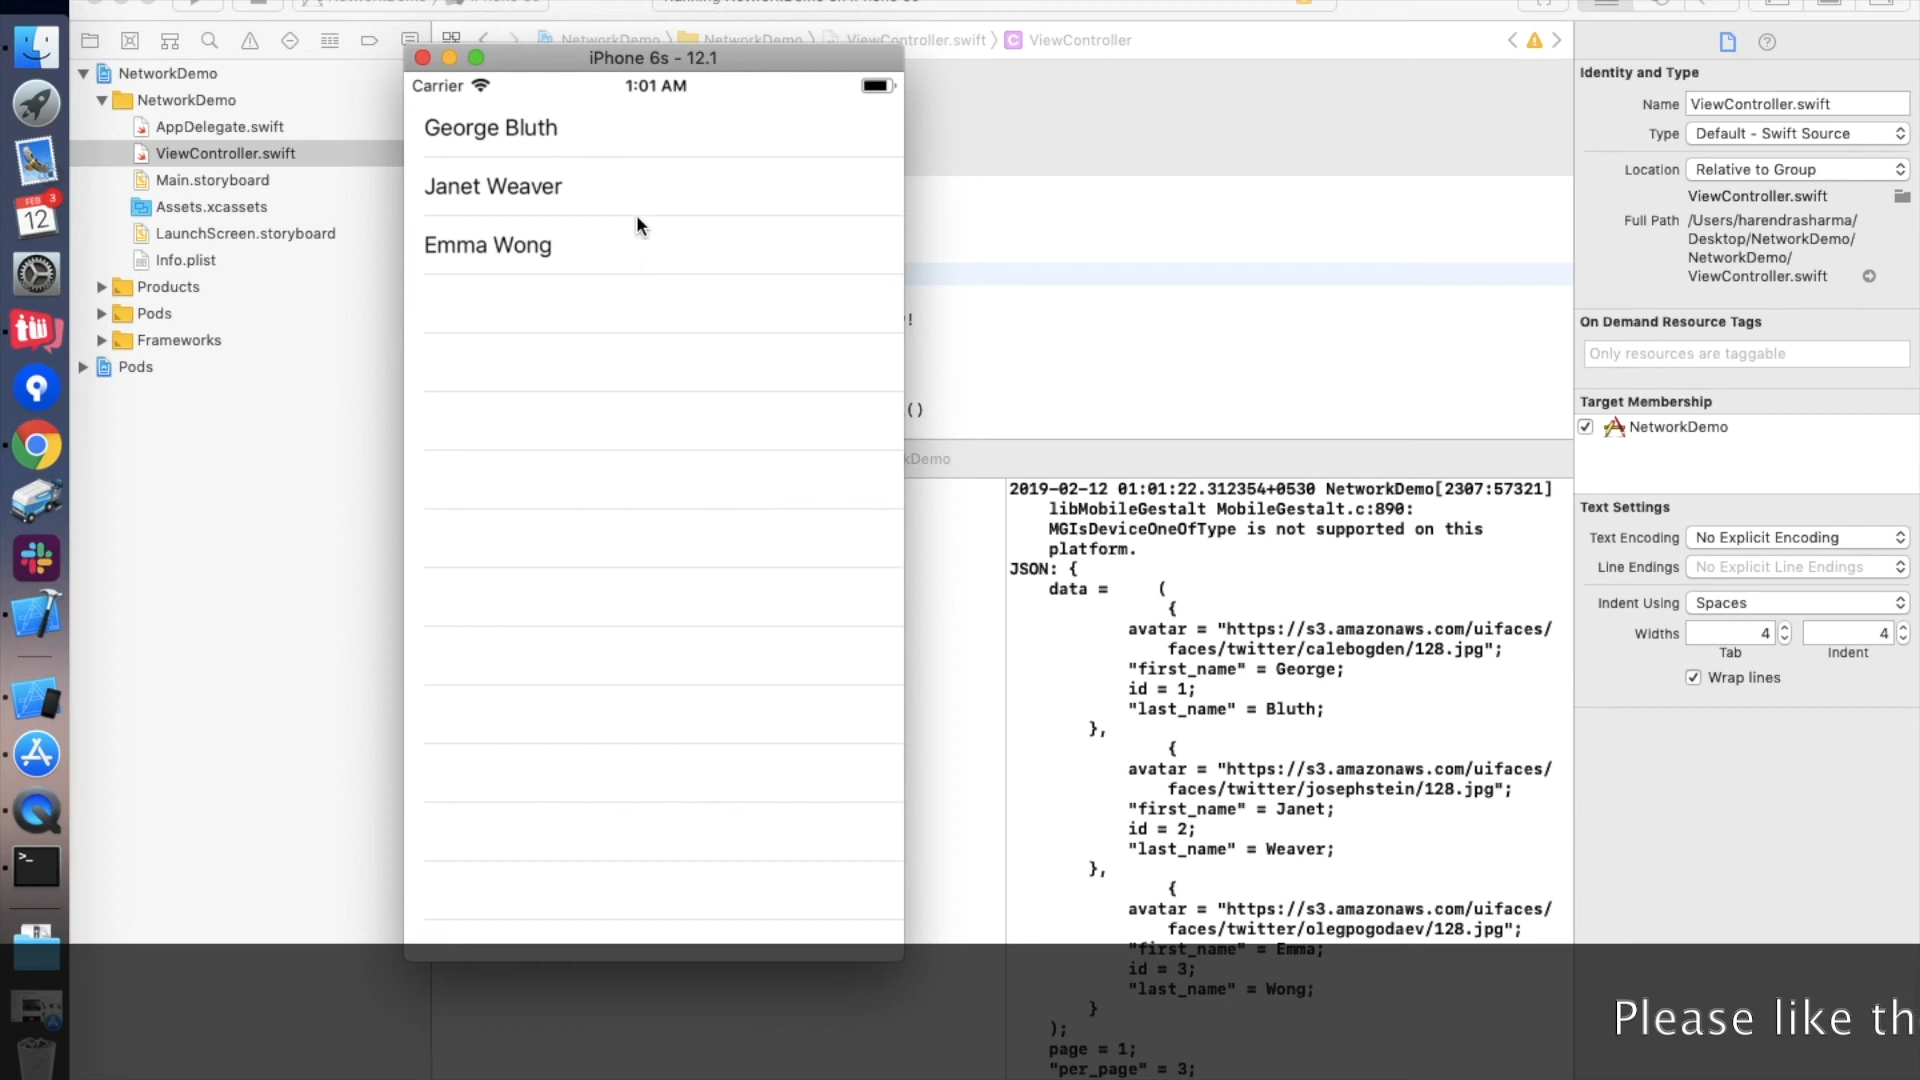 NetworkDemo
NetworkDemo
AppDelegate.swift
ViewController.swift
Main.storyboard
Assets.xcassets
LaunchScreen.storyboard
Info.plist
Products
Pods
Frameworks
Pods
FEB
3
12
NetworkDemo
NetworkDemo
ViewController.swift
ViewController
iPhone 6s - 12.1
Carrier
1:01 AM
George Bluth
Janet Weaver
Emma Wong
!
()
kDemo
2019-02-12 01:01:22.312354+0530 NetworkDemo[2307:57321]
libMobileGestalt MobileGestalt.c:890:
MGIsDeviceOneOfType is not supported on this
platform.
JSON: {
data =     (
{
avatar = "https://s3.amazonaws.com/uifaces/
faces/twitter/calebogden/128.jpg";
"first_name" = George;
id = 1;
"last_name" = Bluth;
},
{
avatar = "https://s3.amazonaws.com/uifaces/
faces/twitter/josephstein/128.jpg";
"first_name" = Janet;
id = 2;
"last_name" = Weaver;
},
{
avatar = "https://s3.amazonaws.com/uifaces/
faces/twitter/olegpogodaev/128.jpg";
"first_name" = Emma;
id = 3;
"last_name" = Wong;
}
);
page = 1;
"per_page" = 3;
Identity and Type
Name ViewController.swift
Type Default - Swift Source
Location Relative to Group
ViewController.swift
Full Path /Users/harendrasharma/
Desktop/NetworkDemo/
NetworkDemo/
ViewController.swift
On Demand Resource Tags
Only resources are taggable
Target Membership
NetworkDemo
Text Settings
Text Encoding No Explicit Encoding
Line Endings No Explicit Line Endings
Indent Using Spaces
Widths 4 4
Tab Indent
Wrap lines
Please like th